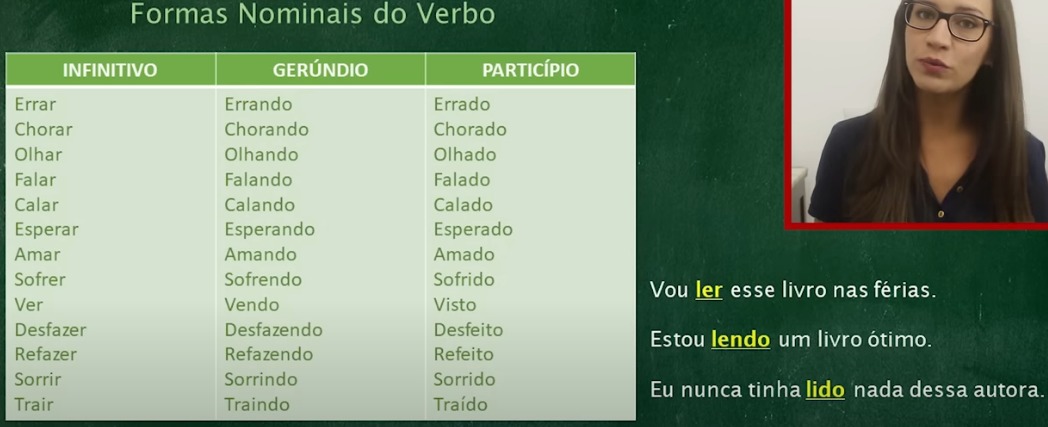 Formas Nominais do Verbo
INFINITIVO GERÚNDIO PARTICÍPIO
Errar Errando Errado
Chorar Chorando Chorado
Olhar Olhando Olhado
Falar Falando Falado
Calar Calando Calado
Esperar Esperando Esperado
Amar Amando Amado
Sofrer Sofrendo Sofrido
Ver Vendo Visto
Desfazer Desfazendo Desfeito
Refazer Refazendo Refeito
Sorrir Sorrindo Sorrido
Trair Traindo Traído
Vou ler esse livro nas férias.
Estou lendo um livro ótimo.
Eu nunca tinha lido nada dessa autora.